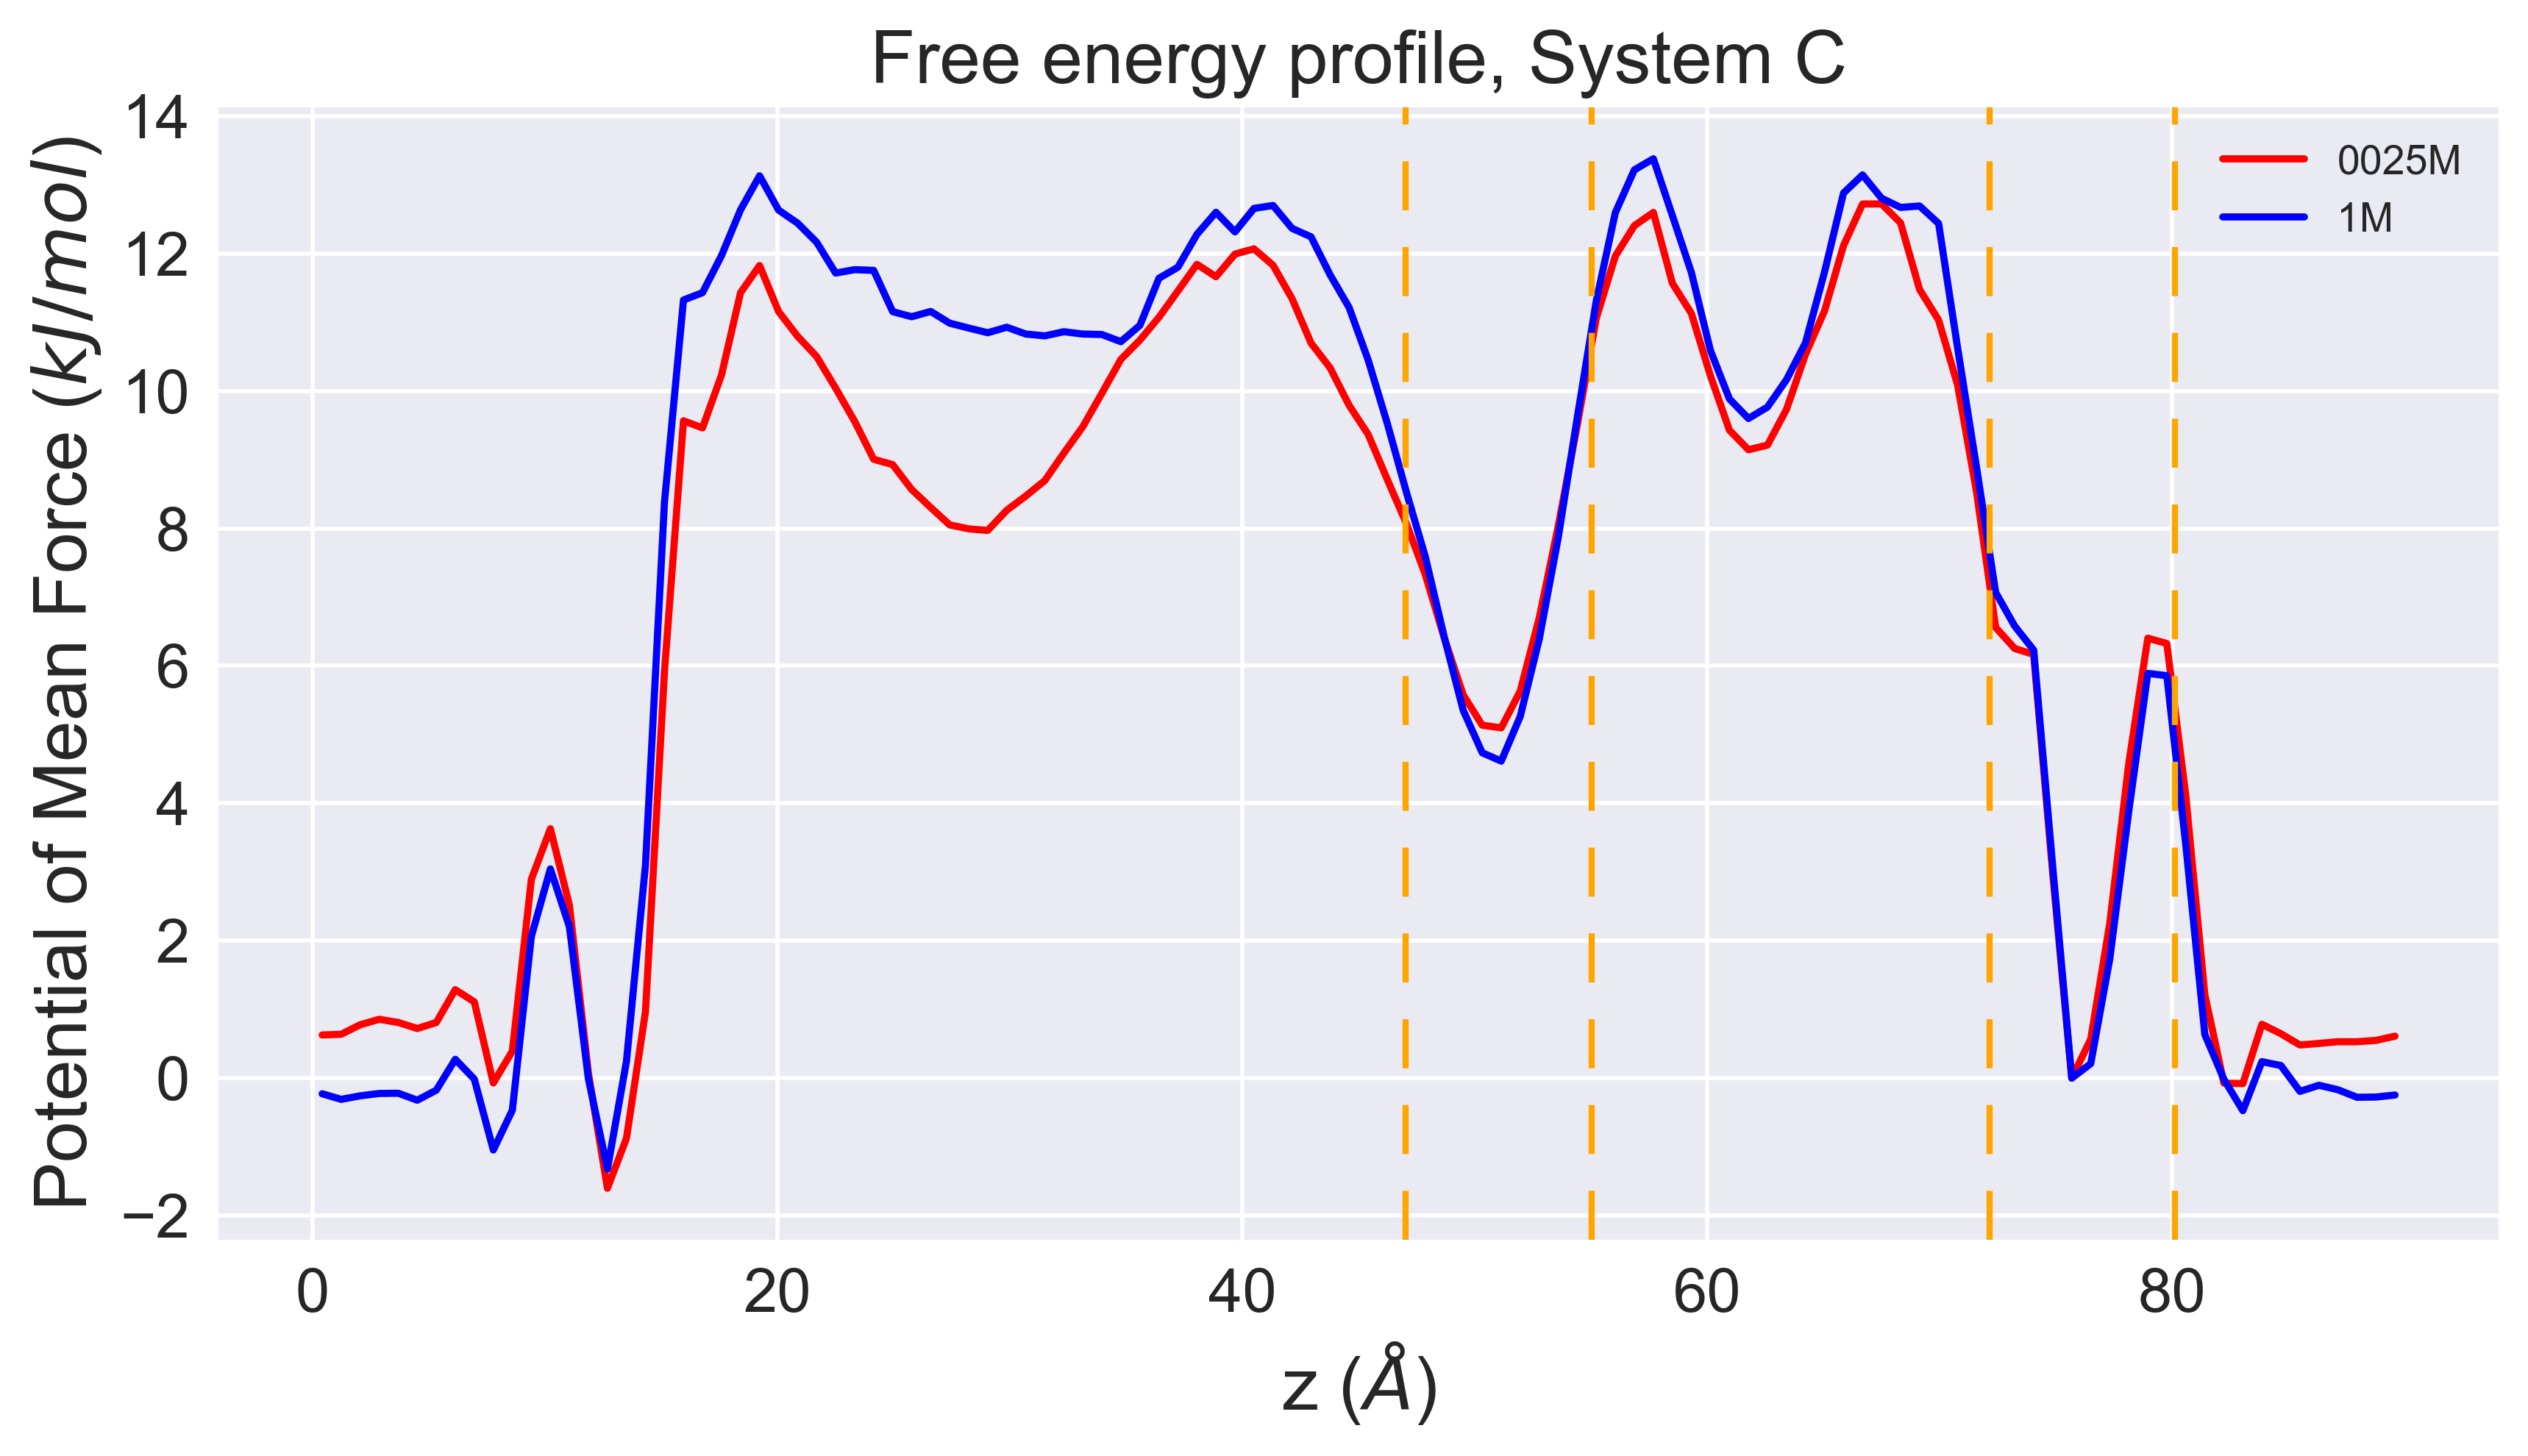 Free energy profile, System C
Potential of Mean Force (kJ/mol)
14
12
10
8
6
4
2
0
−2
0025M
1M
0 20 40 60 80
z (Å)